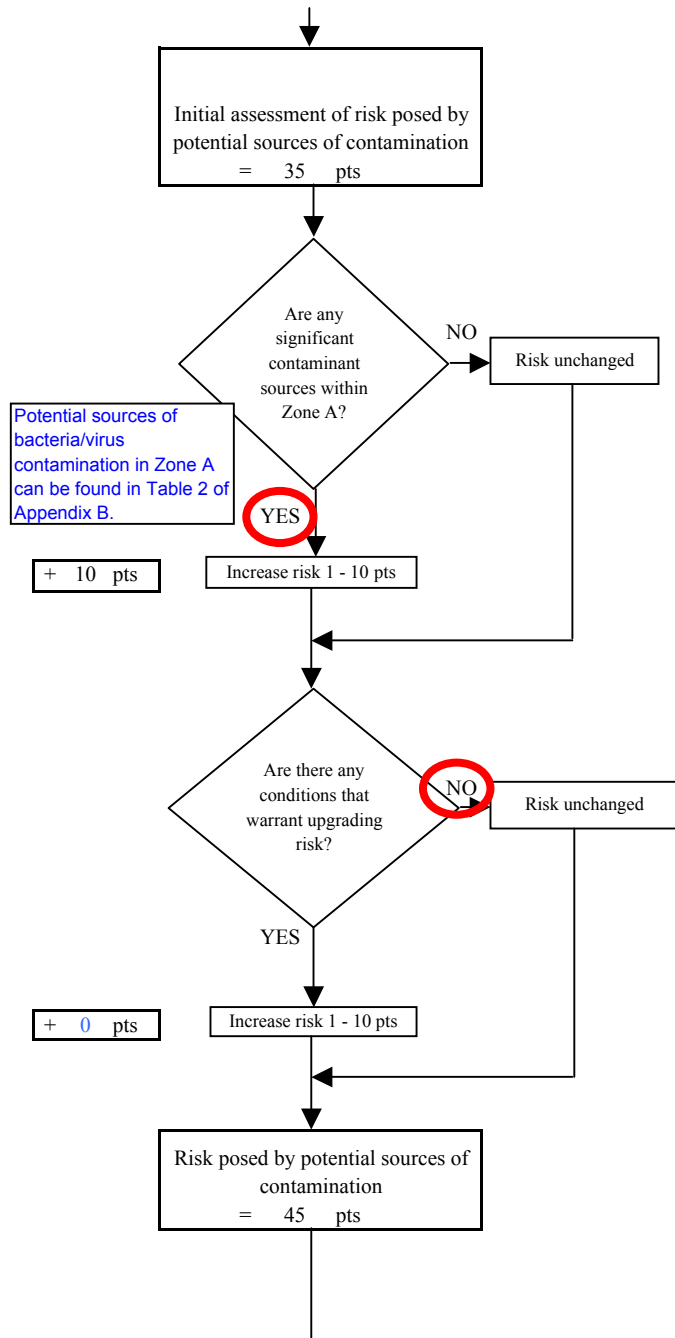 Initial assessment of risk posed by
potential sources of contamination
= 35 pts
Are any
significant
contaminant
sources within
Zone A?
NO
Risk unchanged
Potential sources of
bacteria/virus
contamination in Zone A
can be found in Table 2 of
Appendix B.
YES
+ 10 pts
Increase risk 1 - 10 pts
Are there any
conditions that
warrant upgrading
risk?
NO
Risk unchanged
YES
+ 0 pts
Increase risk 1 - 10 pts
Risk posed by potential sources of
contamination
= 45 pts